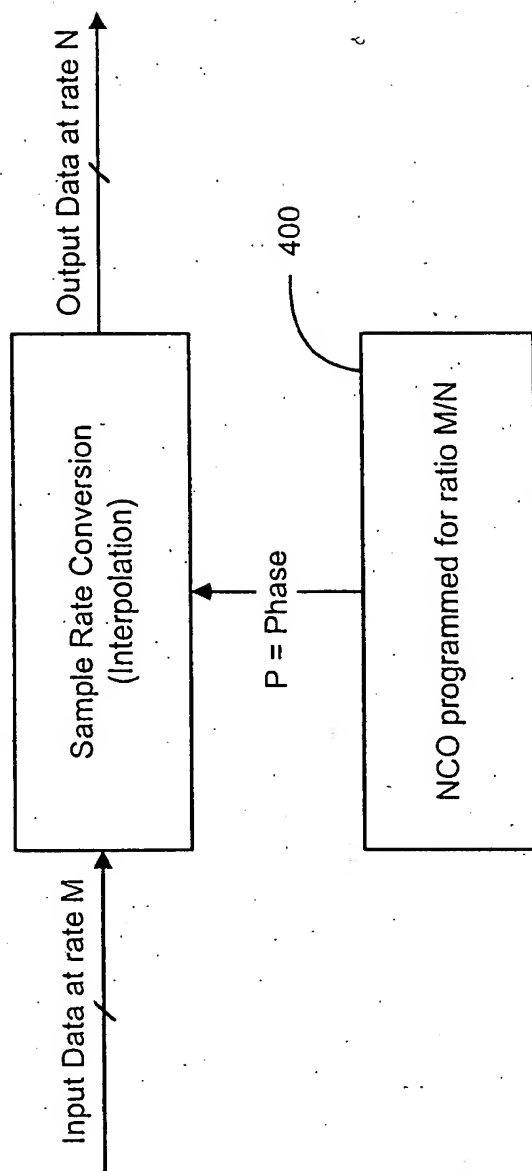 Input Data at rate M
Sample Rate Conversion
(Interpolation)
Output Data at rate N
P = Phase
400
NCO programmed for ratio M/N